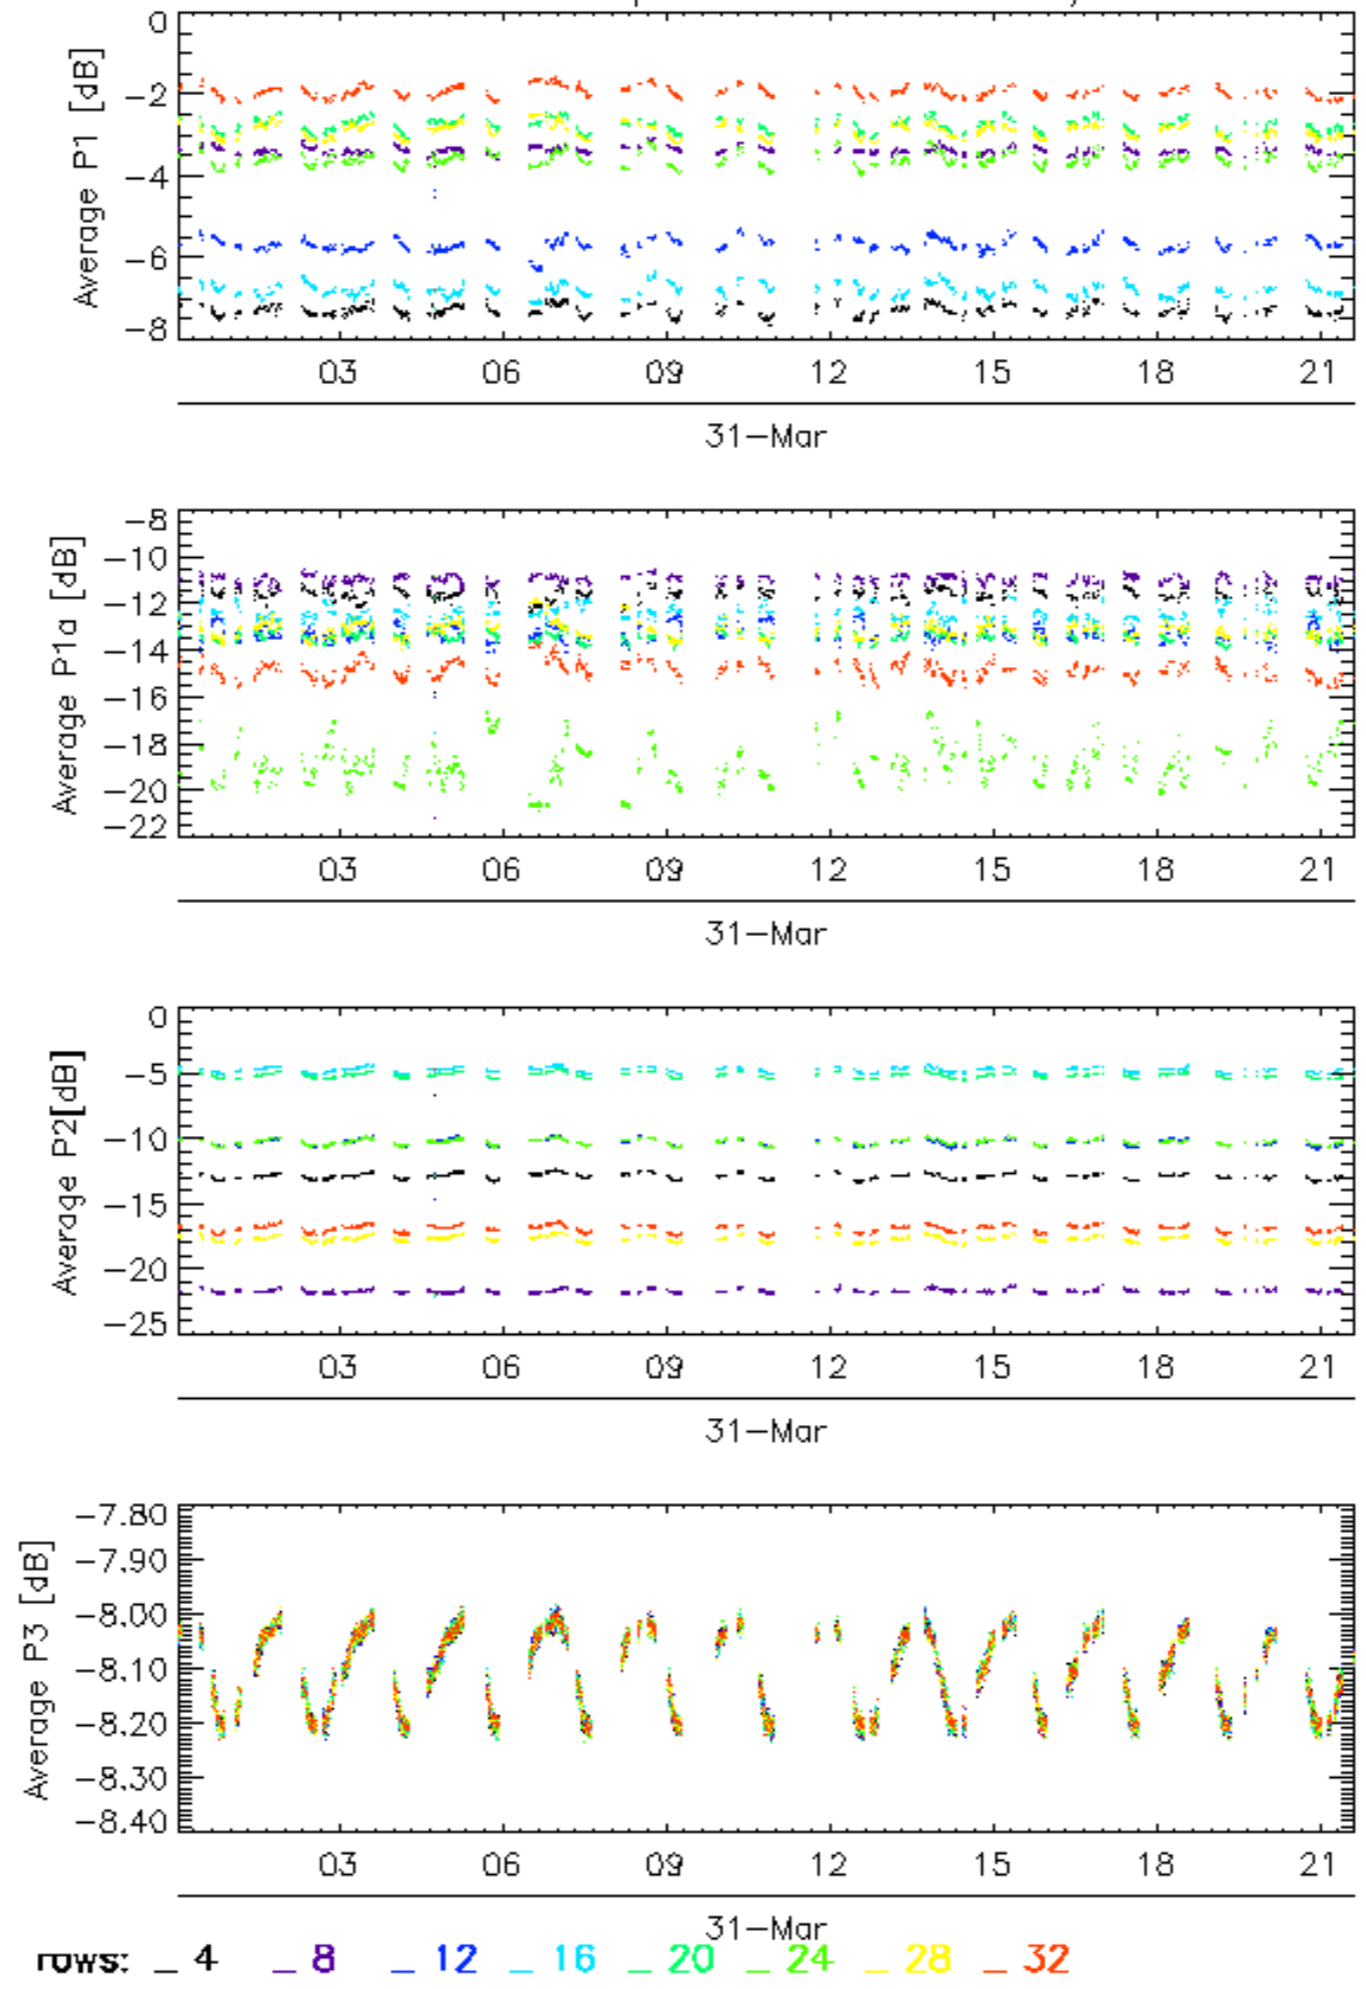 Average P1 [dB]
0
−2
−4
−6
−8
03 06 09 12 15 18 21
31−Mar
Average P1a [dB]
−8
−10
−12
−14
−16
−18
−20
−22
03 06 09 12 15 18 21
31−Mar
Average P2[dB]
0
−5
−10
−15
−20
−25
03 06 09 12 15 18 21
31−Mar
Average P3 [dB]
−7.80
−7.90
−8.00
−8.10
−8.20
−8.30
−8.40
03 06 09 12 15 18 21
31−Mar
rows: _ 4 _ 8 _ 12 _ 16 _ 20 _ 24 _ 28 _ 32